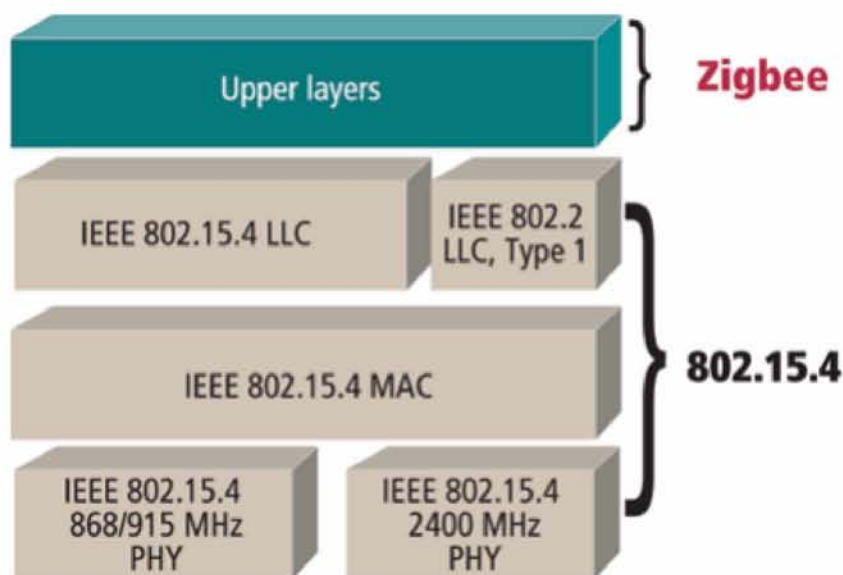 Upper layers
Zigbee
IEEE 802.15.4 LLC
IEEE 802.2
LLC, Type 1
IEEE 802.15.4 MAC
802.15.4
IEEE 802.15.4
868/915 MHz
PHY
IEEE 802.15.4
2400 MHz
PHY